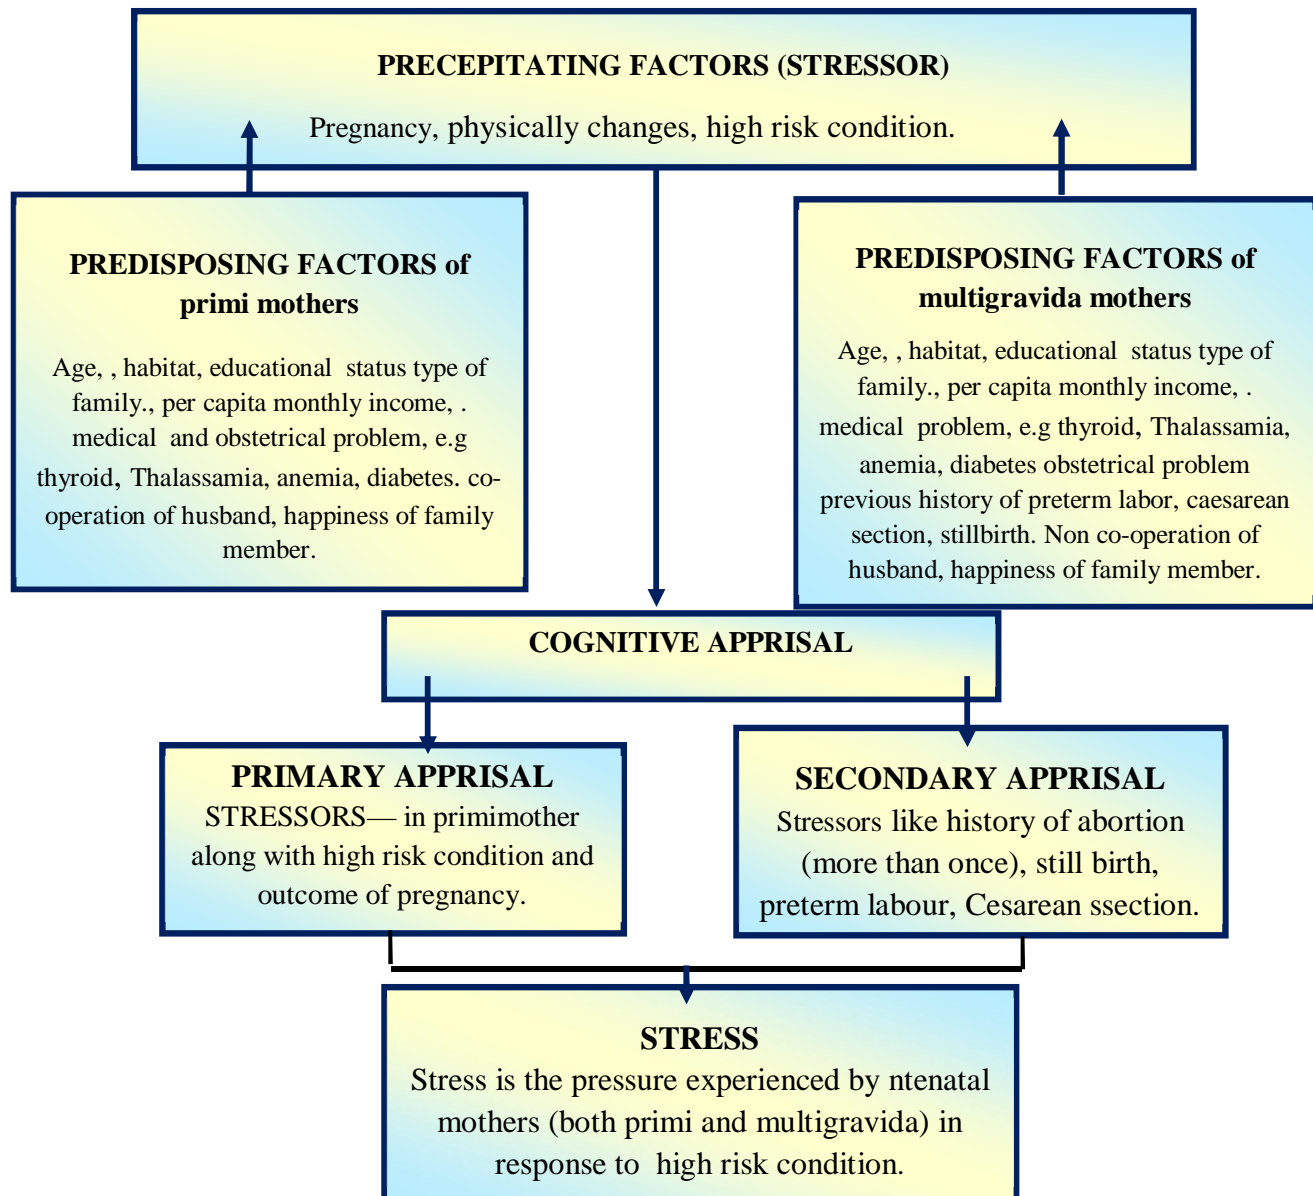 PRECEPITATING FACTORS (STRESSOR)
Pregnancy, physically changes, high risk condition.
PREDISPOSING FACTORS of
primi mothers
Age, , habitat, educational status type of
family., per capita monthly income, .
medical and obstetrical problem, e.g
thyroid, Thalassamia, anemia, diabetes. co-
operation of husband, happiness of family
member.
PREDISPOSING FACTORS of
multigravida mothers
Age, , habitat, educational status type of
family., per capita monthly income, .
medical problem, e.g thyroid, Thalassamia,
anemia, diabetes obstetrical problem
previous history of preterm labor, caesarean
section, stillbirth. Non co-operation of
husband, happiness of family member.
COGNITIVE APPRISAL
PRIMARY APPRISAL
STRESSORS— in primimother
along with high risk condition and
outcome of pregnancy.
SECONDARY APPRISAL
Stressors like history of abortion
(more than once), still birth,
preterm labour, Cesarean ssection.
STRESS
Stress is the pressure experienced by ntenatal
mothers (both primi and multigravida) in
response to high risk condition.